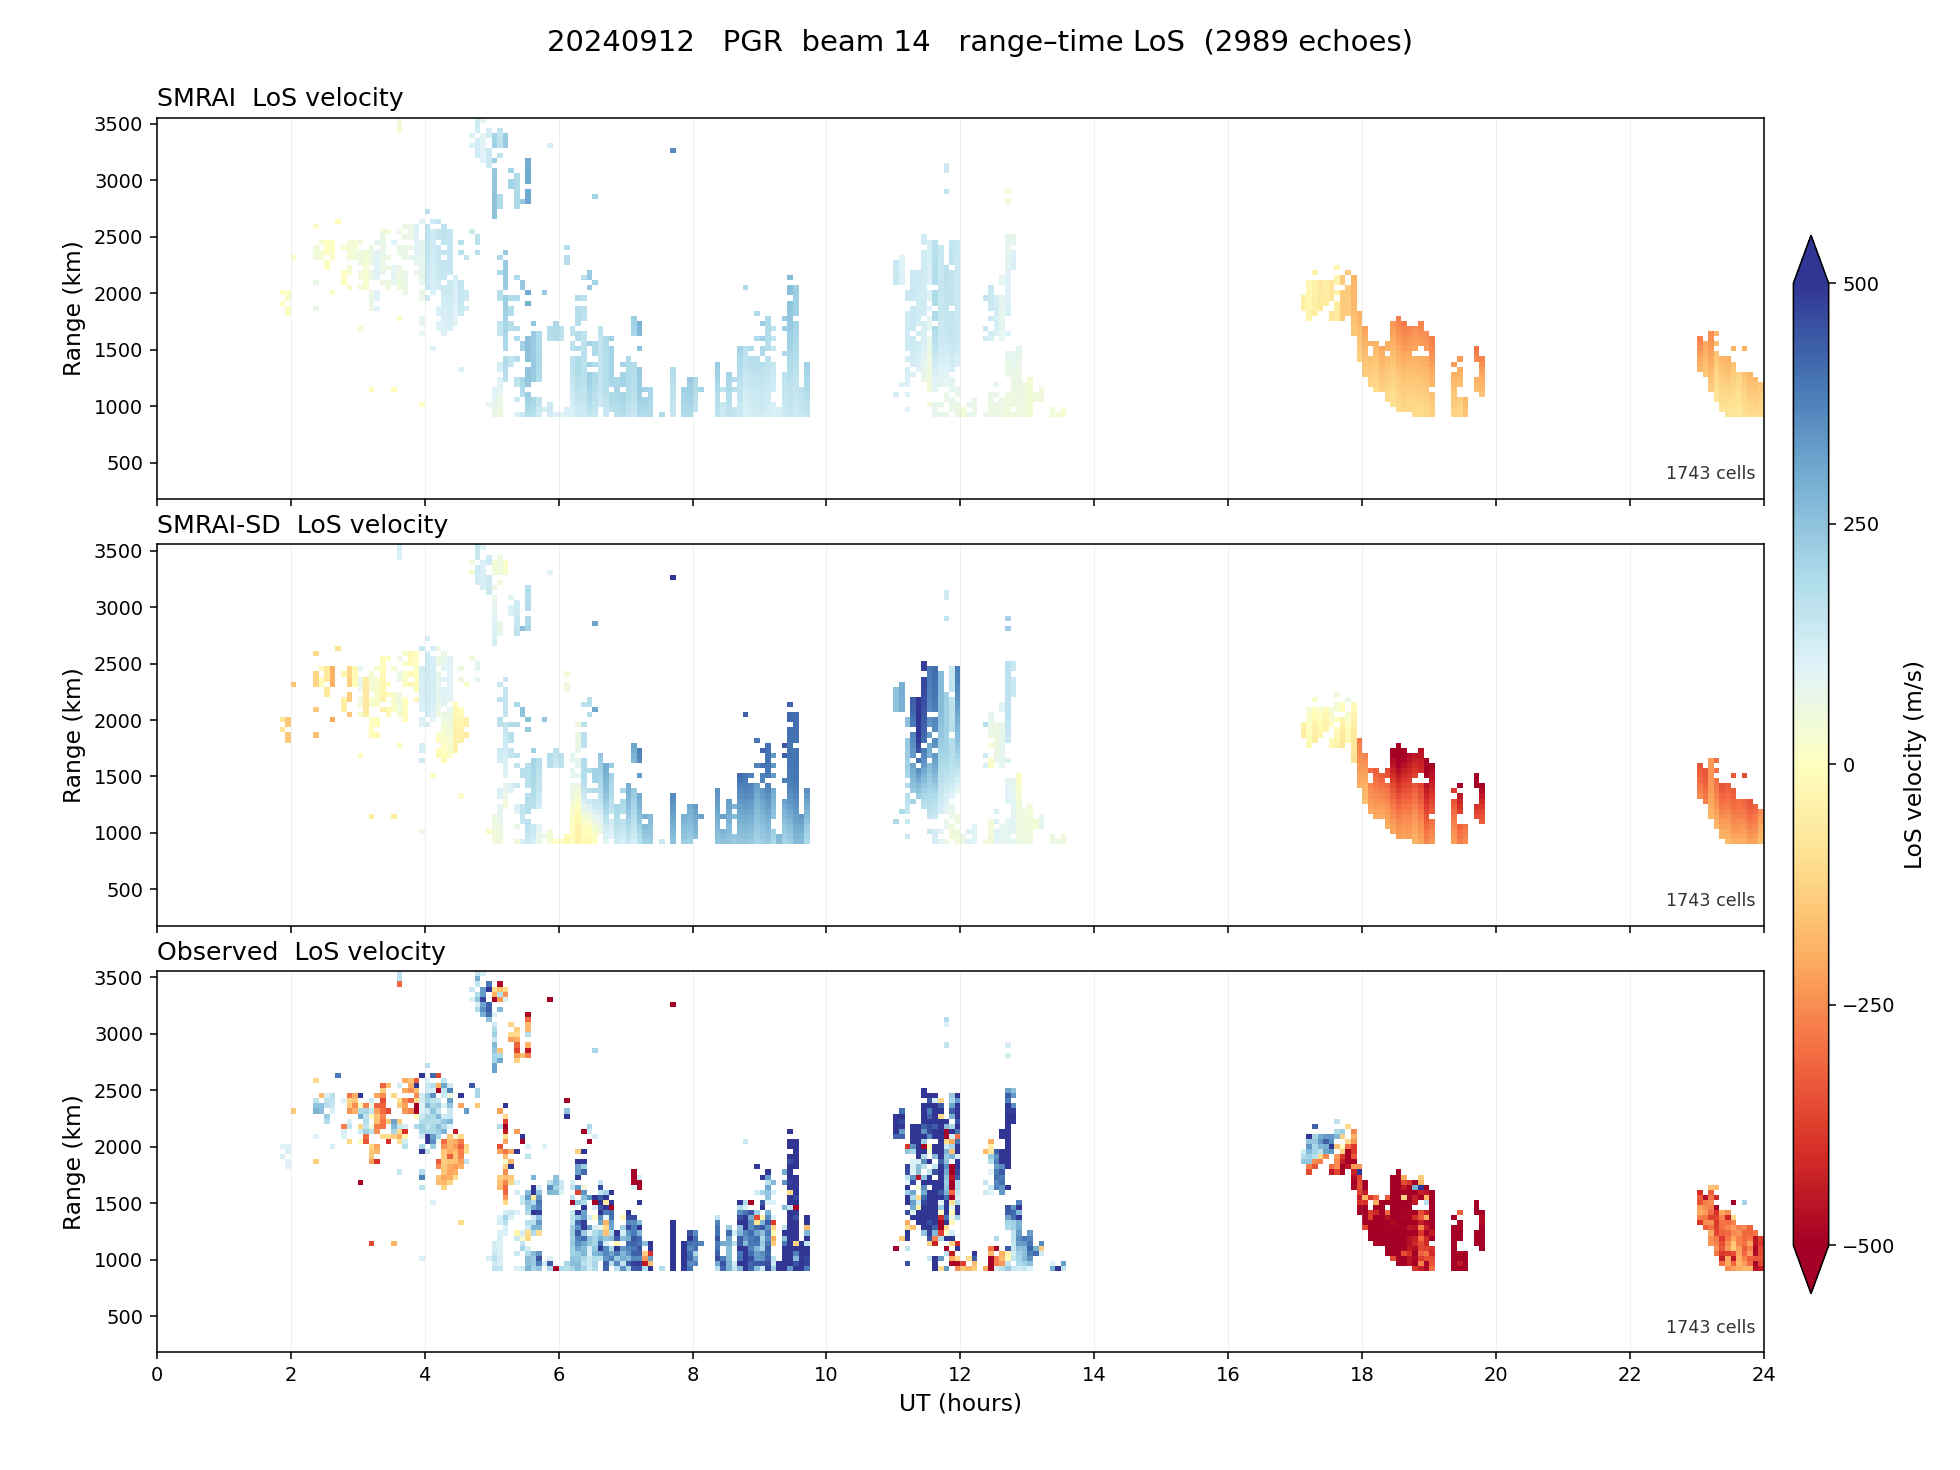 20240912   PGR  beam 14   range–time LoS  (2989 echoes)
SMRAI  LoS velocity
3500
3000
2500
2000
1500
1000
500
Range (km)
1743 cells
SMRAI-SD  LoS velocity
3500
3000
2500
2000
1500
1000
500
Range (km)
1743 cells
Observed  LoS velocity
3500
3000
2500
2000
1500
1000
500
Range (km)
1743 cells
0 2 4 6 8 10 12 14 16 18 20 22 24
UT (hours)
500
250
0
−250
−500
LoS velocity (m/s)